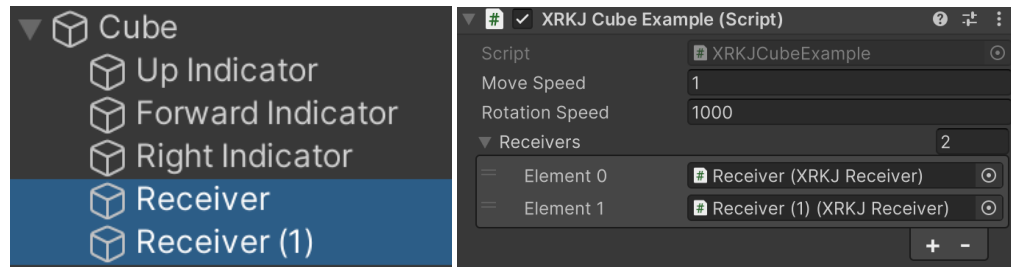 Cube
Up Indicator
Forward Indicator
Right Indicator
Receiver
Receiver (1)
# XRKJ Cube Example (Script)
Script # XRKJCubeExample
Move Speed 1
Rotation Speed 1000
Receivers 2
Element 0 # Receiver (XRKJ Receiver)
Element 1 # Receiver (1) (XRKJ Receiver)
+ -